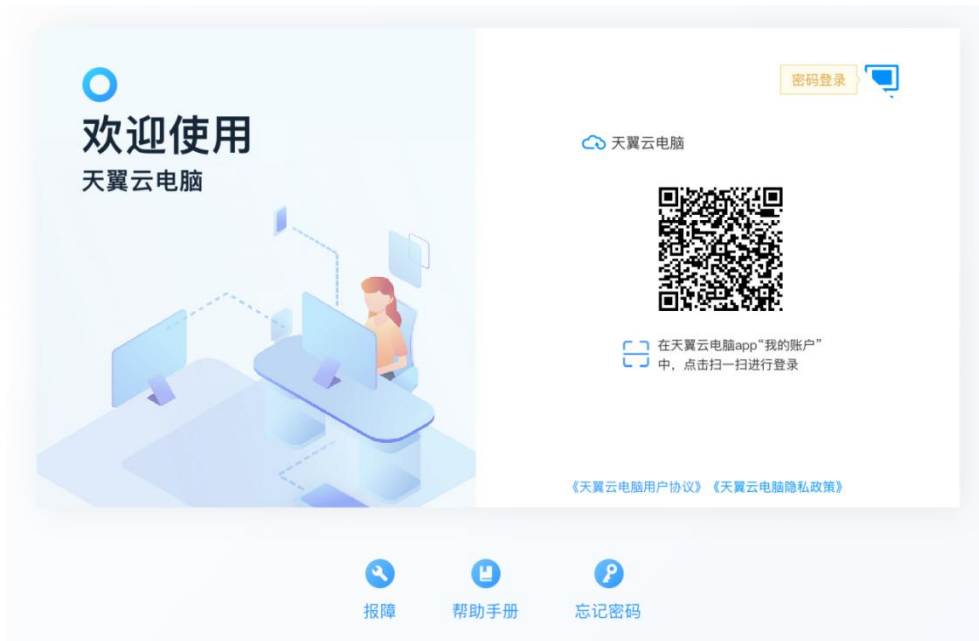 欢迎使用
天翼云电脑
密码登录
天翼云电脑
在天翼云电脑app“我的账户”
中，点击扫一扫进行登录
《天翼云电脑用户协议》《天翼云电脑隐私政策》
报障 帮助手册 忘记密码